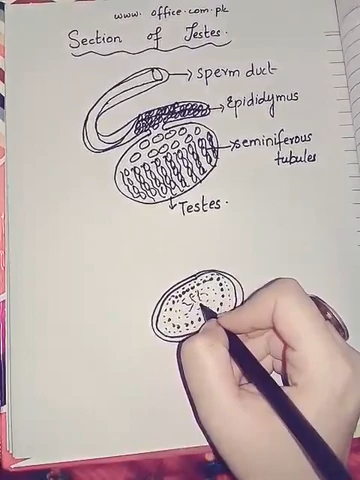 www. office.com.pk
Section of Testes.
sperm duct
Epididymus
seminiferous
tubules
Testes.